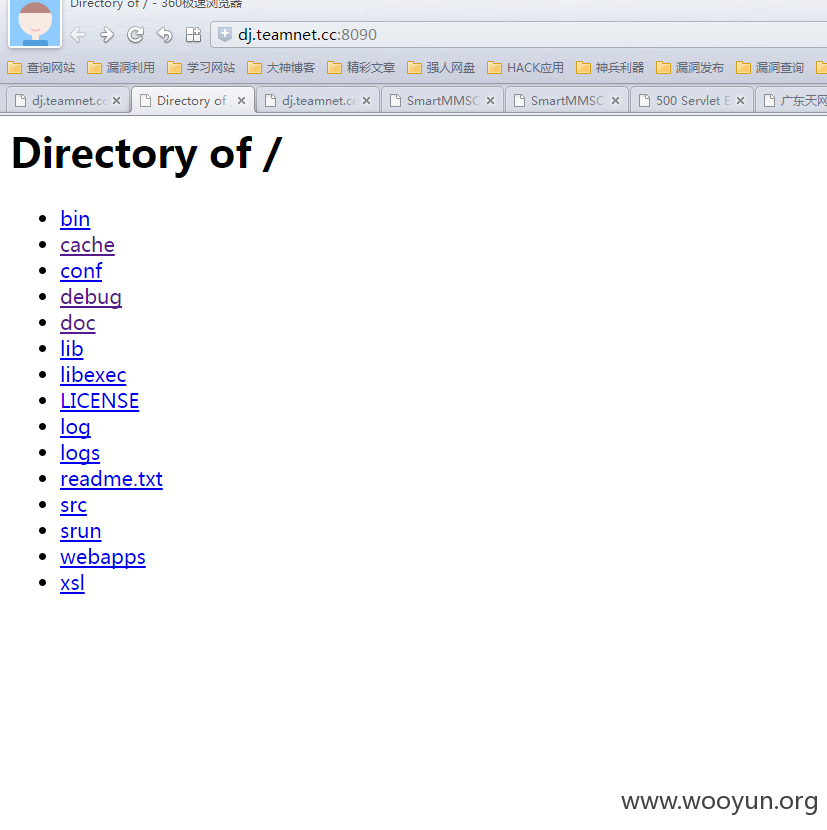 Directory of / - 360极速浏览器
dj.teamnet.cc:8090
查询网站 漏洞利用 学习网站 大神博客 精彩文章 强人网盘 HACK应用 神兵利器 漏洞发布 漏洞查询
dj.teamnet.cc Directory of dj.teamnet.cc SmartMMSC SmartMMSC 500 Servlet E 广东天网
Directory of /
bin
cache
conf
debug
doc
lib
libexec
LICENSE
log
logs
readme.txt
src
srun
webapps
xsl
www.wooyun.org